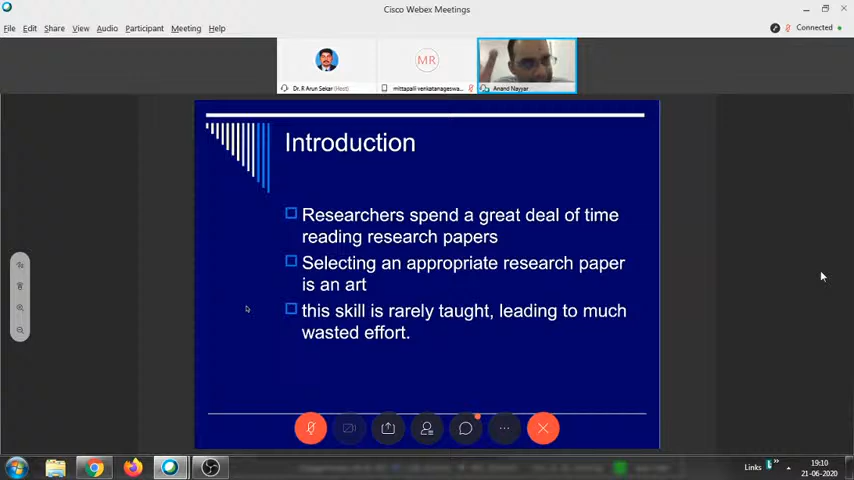 Cisco Webex Meetings
File Edit Share View Audio Participant Meeting Help
Connected
MR
Dr. R Arun Sekar (Host)
mittapalli venkatanageswa...
Anand Nayyar
Introduction
Researchers spend a great deal of time
reading research papers
Selecting an appropriate research paper
is an art
this skill is rarely taught, leading to much
wasted effort.
Links
19:10
21-06-2020